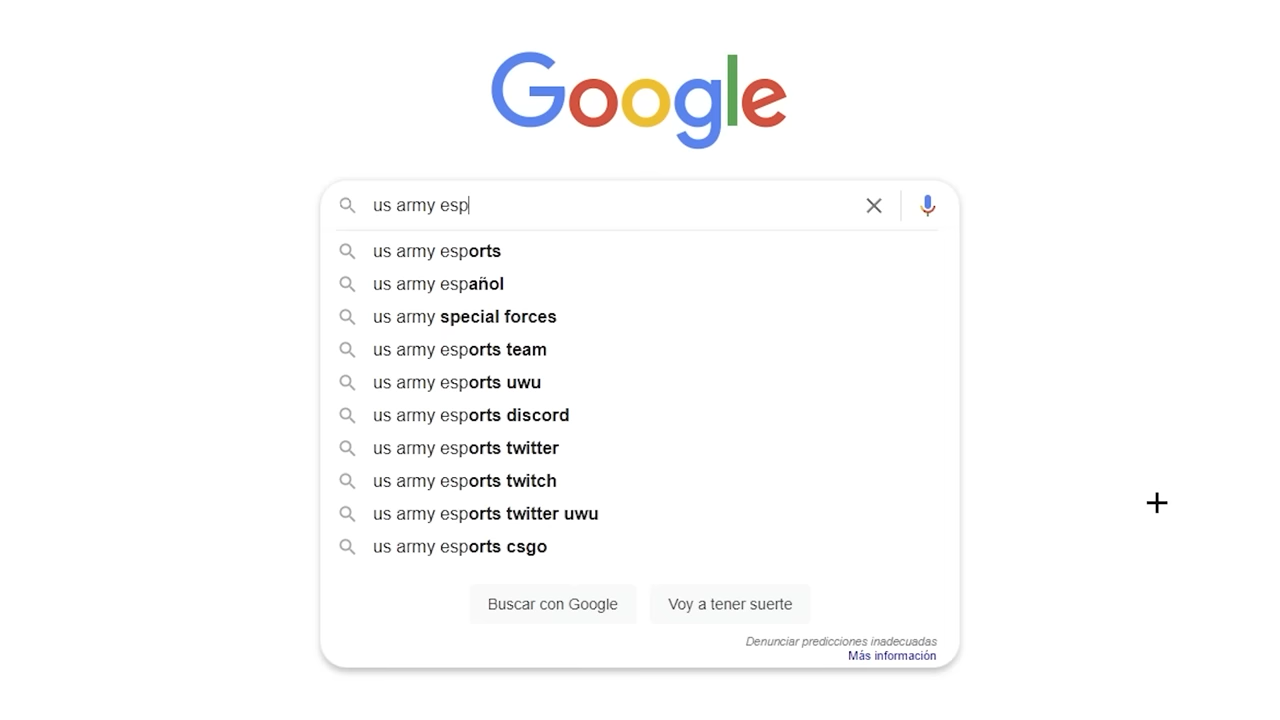 Google
us army esp
us army esports
us army español
us army special forces
us army esports team
us army esports uwu
us army esports discord
us army esports twitter
us army esports twitch
us army esports twitter uwu
us army esports csgo
Buscar con Google
Voy a tener suerte
Denunciar predicciones inadecuadas
Más información